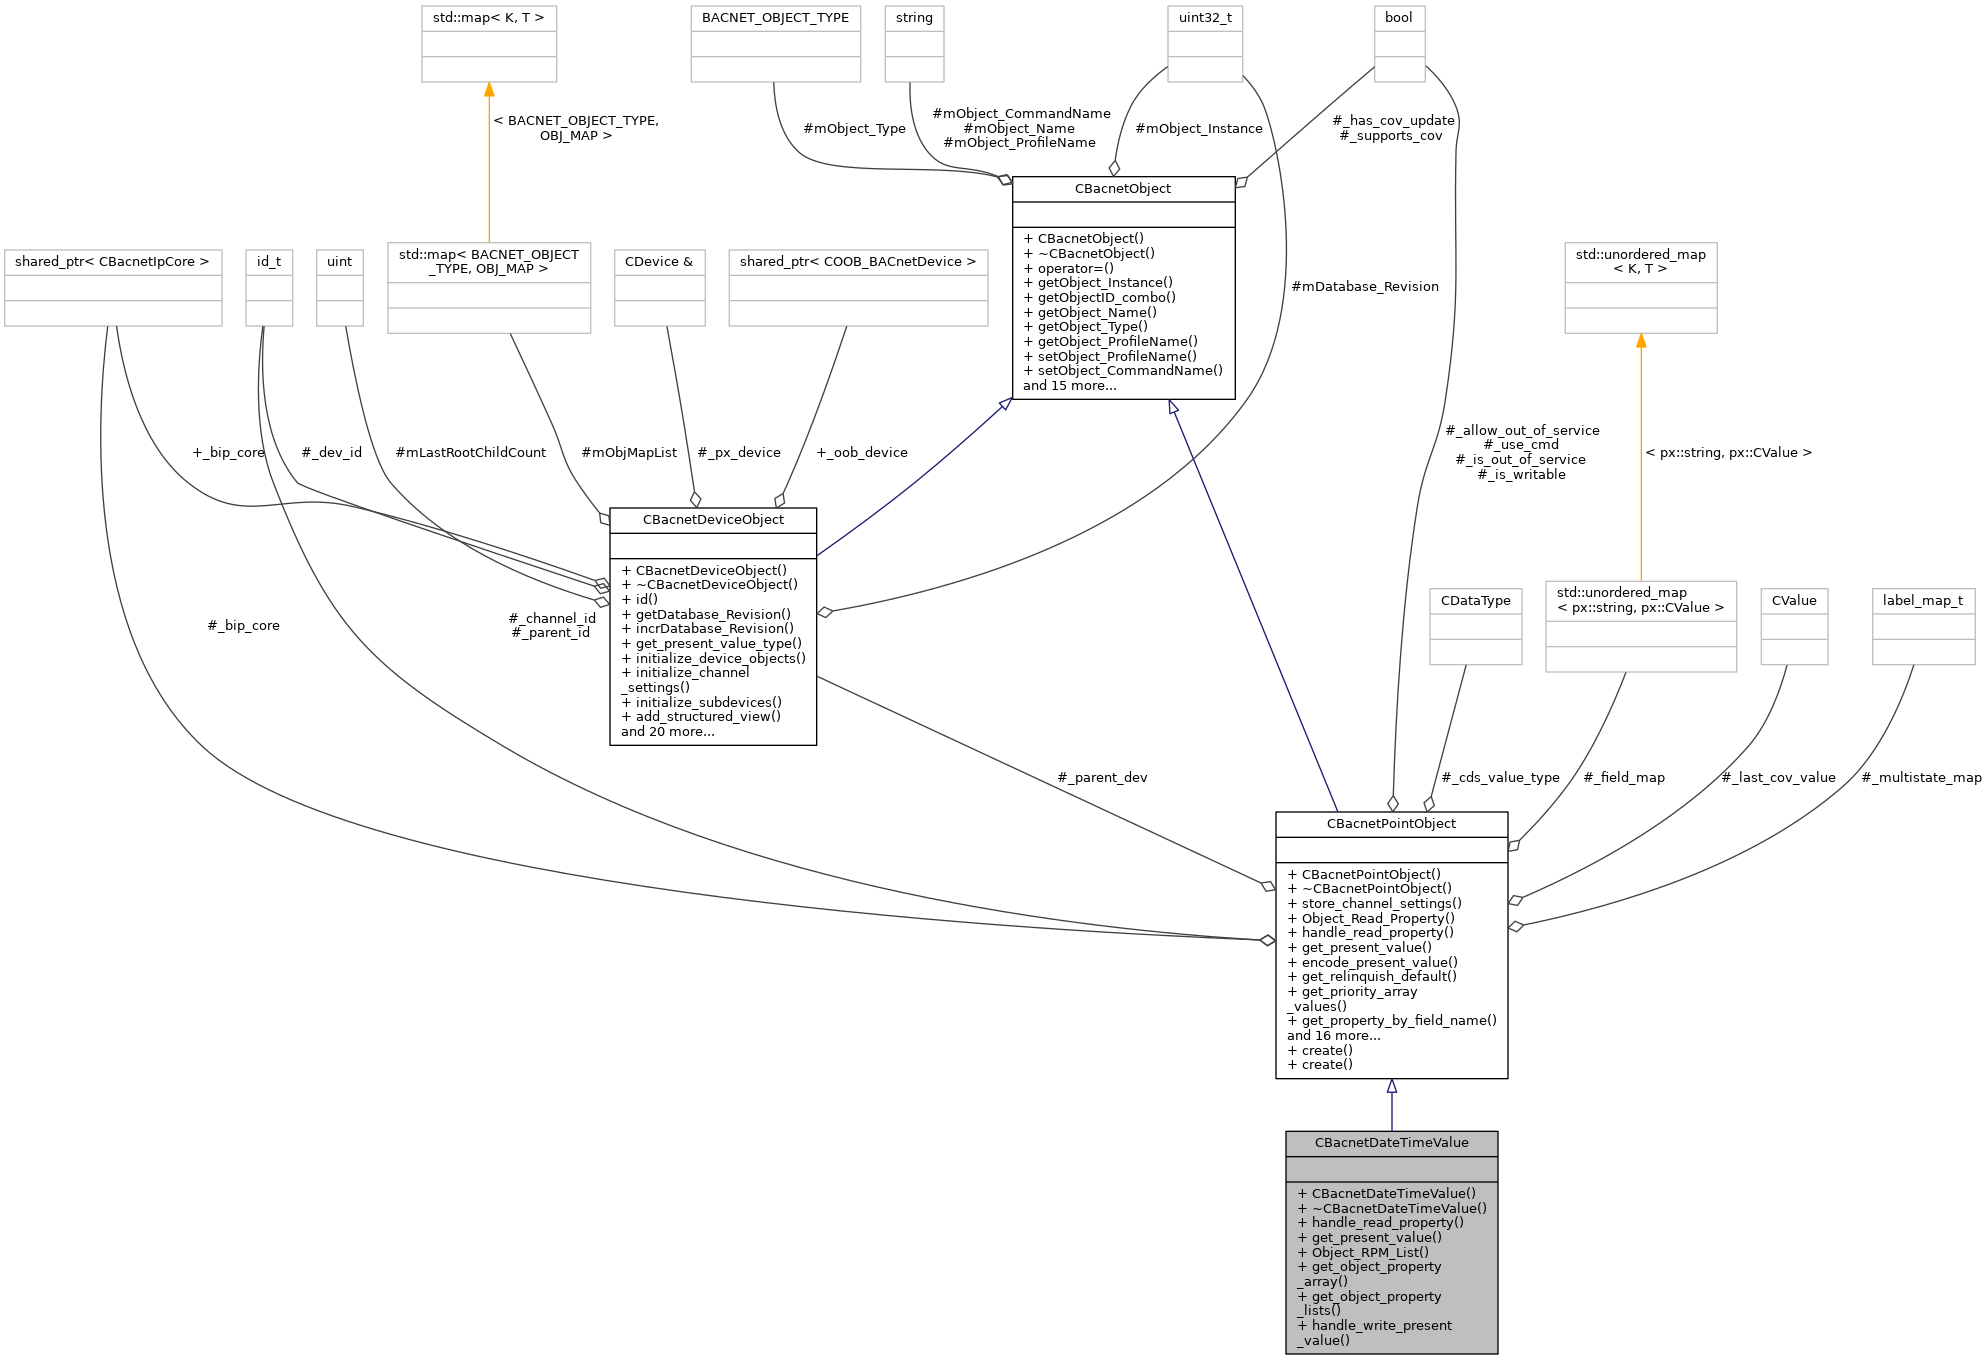 std::map< K, T >
BACNET_OBJECT_TYPE
string
uint32_t
bool
< BACNET_OBJECT_TYPE,
OBJ_MAP >
#mObject_Type
#mObject_CommandName
#mObject_Name
#mObject_ProfileName
#mObject_Instance
#_has_cov_update
#_supports_cov
CBacnetObject
+ CBacnetObject()
+ ~CBacnetObject()
+ operator=()
+ getObject_Instance()
+ getObjectID_combo()
+ getObject_Name()
+ getObject_Type()
+ getObject_ProfileName()
+ setObject_ProfileName()
+ setObject_CommandName()
and 15 more...
#mDatabase_Revision
shared_ptr< CBacnetIpCore >
id_t
uint
std::map< BACNET_OBJECT
_TYPE, OBJ_MAP >
CDevice &
shared_ptr< COOB_BACnetDevice >
std::unordered_map
< K, T >
+_bip_core
#_dev_id
#mLastRootChildCount
#mObjMapList
#_px_device
+_oob_device
#_allow_out_of_service
#_use_cmd
#_is_out_of_service
#_is_writable
< px::string, px::CValue >
CBacnetDeviceObject
+ CBacnetDeviceObject()
+ ~CBacnetDeviceObject()
+ id()
+ getDatabase_Revision()
+ incrDatabase_Revision()
+ get_present_value_type()
+ initialize_device_objects()
+ initialize_channel
_settings()
+ initialize_subdevices()
+ add_structured_view()
and 20 more...
#_bip_core
#_channel_id
#_parent_id
CDataType
std::unordered_map
< px::string, px::CValue >
CValue
label_map_t
#_parent_dev
#_cds_value_type
#_field_map
#_last_cov_value
#_multistate_map
CBacnetPointObject
+ CBacnetPointObject()
+ ~CBacnetPointObject()
+ store_channel_settings()
+ Object_Read_Property()
+ handle_read_property()
+ get_present_value()
+ encode_present_value()
+ get_relinquish_default()
+ get_priority_array
_values()
+ get_property_by_field_name()
and 16 more...
+ create()
+ create()
CBacnetDateTimeValue
+ CBacnetDateTimeValue()
+ ~CBacnetDateTimeValue()
+ handle_read_property()
+ get_present_value()
+ Object_RPM_List()
+ get_object_property
_array()
+ get_object_property
_lists()
+ handle_write_present
_value()